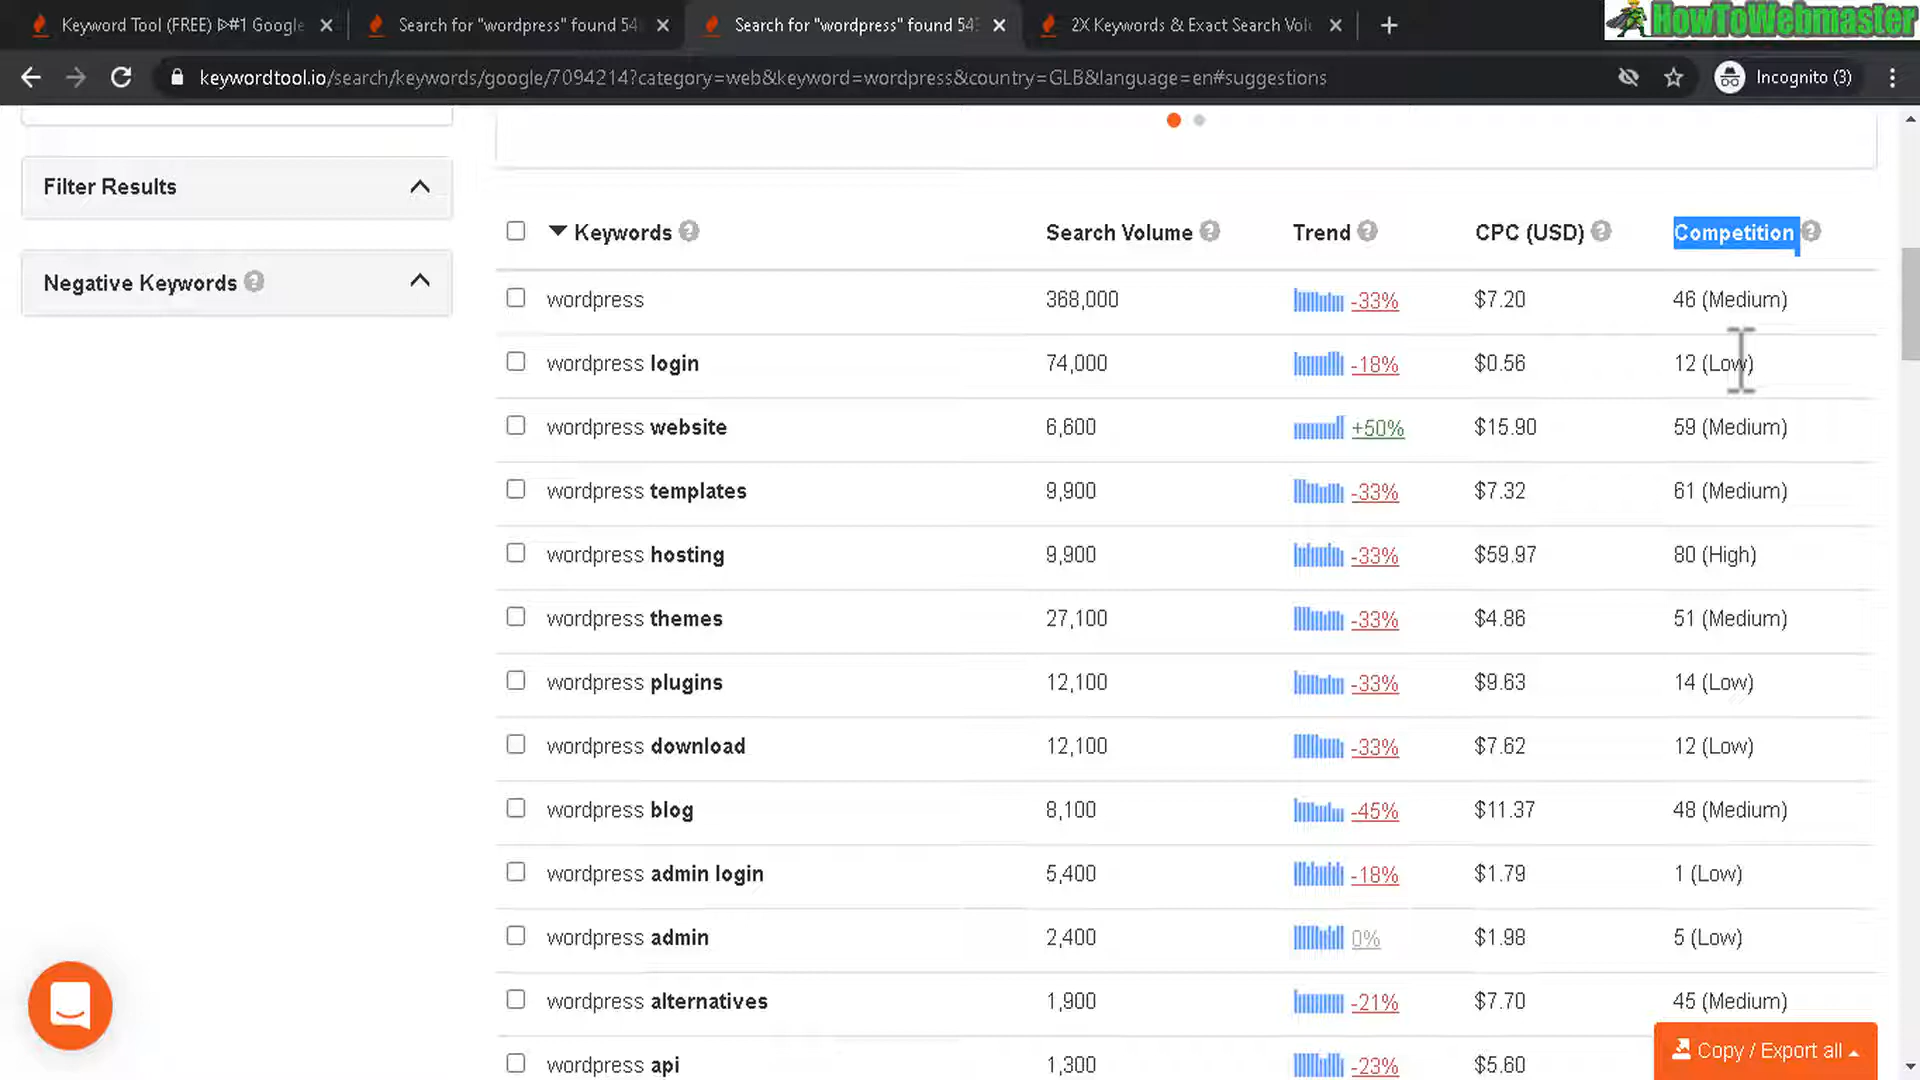 Keyword Tool (FREE) ᐈ#1 Google
Search for "wordpress" found 54
Search for "wordpress" found 54
2X Keywords & Exact Search Volu
HowToWebmaster
keywordtool.io/search/keywords/google/7094214?category=web&keyword=wordpress&country=GLB&language=en#suggestions
Incognito (3)
Filter Results
Negative Keywords ?
Keywords ? Search Volume ? Trend ? CPC (USD) ? Competition ?
wordpress 368,000 -33% $7.20 46 (Medium)
wordpress login 74,000 -18% $0.56 12 (Low)
wordpress website 6,600 +50% $15.90 59 (Medium)
wordpress templates 9,900 -33% $7.32 61 (Medium)
wordpress hosting 9,900 -33% $59.97 80 (High)
wordpress themes 27,100 -33% $4.86 51 (Medium)
wordpress plugins 12,100 -33% $9.63 14 (Low)
wordpress download 12,100 -33% $7.62 12 (Low)
wordpress blog 8,100 -45% $11.37 48 (Medium)
wordpress admin login 5,400 -18% $1.79 1 (Low)
wordpress admin 2,400 0% $1.98 5 (Low)
wordpress alternatives 1,900 -21% $7.70 45 (Medium)
wordpress api 1,300 -23% $5.60
Copy / Export all